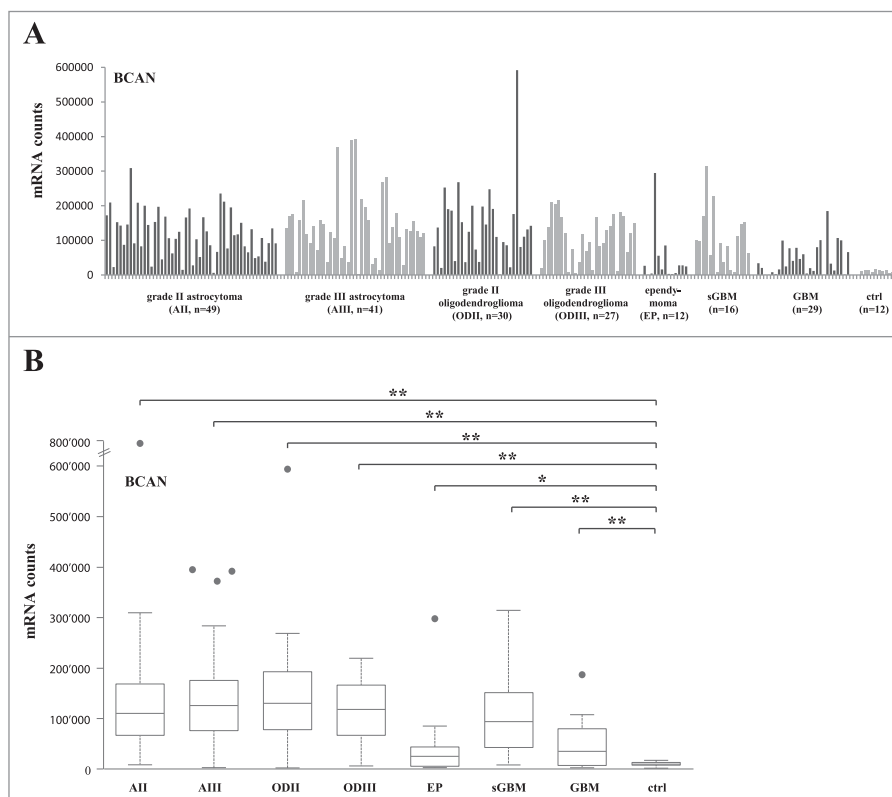 A
BCAN
mRNA counts
600000
500000
400000
300000
200000
100000
0
grade II astrocytoma
(AII, n=49)
grade III astrocytoma
(AIII, n=41)
grade II
oligodendroglioma
(ODII, n=30)
grade III
oligodendroglioma
(ODIII, n=27)
ependy-
moma
(EP, n=12)
sGBM
(n=16)
GBM
(n=29)
ctrl
(n=12)
B
**
**
**
**
*
**
**
BCAN
mRNA counts
800'000
600'000
500'000
400'000
300'000
200'000
100'000
0
AII
AIII
ODII
ODIII
EP
sGBM
GBM
ctrl